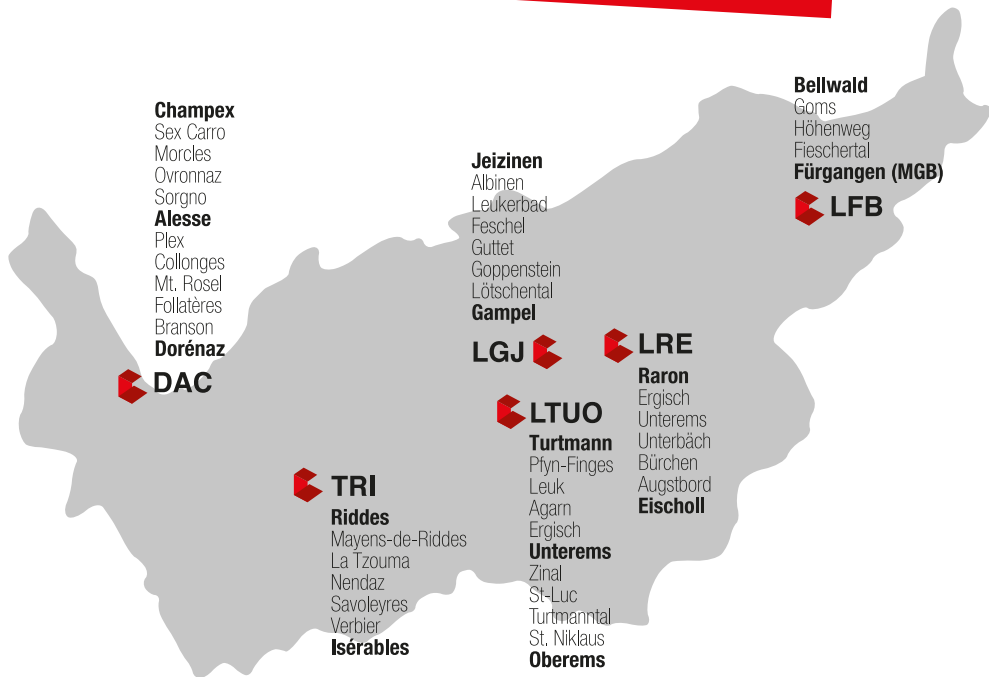 Champex
Sex Carro
Morcles
Ovronnaz
Sorgno
Alesse
Plex
Collonges
Mt. Rosel
Follatères
Branson
Dorénaz
DAC
Jeizinen
Albinen
Leukerbad
Feschel
Guttet
Goppenstein
Lötschental
Gampel
LGJ
Bellwald
Goms
Höhenweg
Fieschertal
Fürgangen (MGB)
LFB
LRE
Raron
Ergisch
Unterems
Unterbäch
Bürchen
Augstbord
Eischoll
LTUO
Turtmann
Pfyn-Finges
Leuk
Agarn
Ergisch
Unterems
Zinal
St-Luc
Turtmanntal
St. Niklaus
Oberems
TRI
Riddes
Mayens-de-Riddes
La Tzouma
Nendaz
Savoleyres
Verbier
Isérables